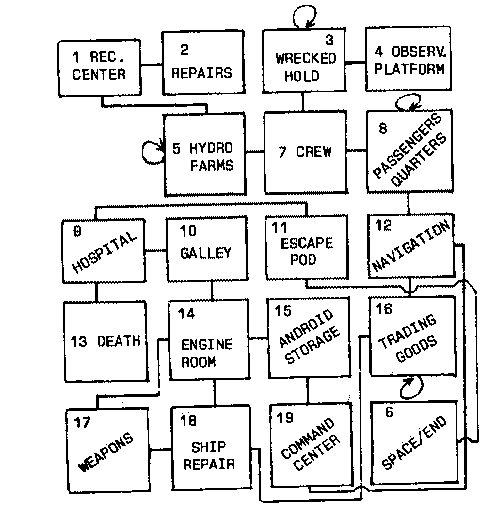 1 REC.
CENTER
2
REPAIRS
3
WRECKED
HOLD
4 OBSERV.
PLATFORM
5 HYDRO
FARMS
7 CREW
8
PASSENGERS
QUARTERS
9
HOSPITAL
10
GALLEY
11
ESCAPE
POD
12
NAVIGATION
13 DEATH
14
ENGINE
ROOM
15
ANDROID
STORAGE
16
TRADING
GOODS
17
WEAPONS
18
SHIP
REPAIR
19
COMMAND
CENTER
6
SPACE/END